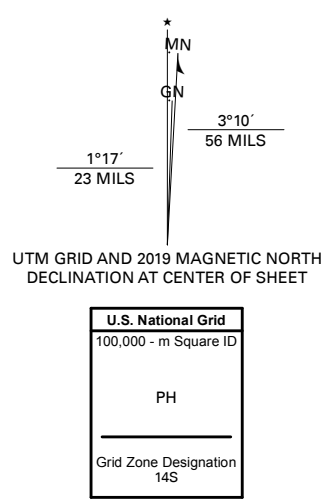 MN
GN
3°10´
56 MILS
1°17´
23 MILS
UTM GRID AND 2019 MAGNETIC NORTH
DECLINATION AT CENTER OF SHEET
U.S. National Grid
100,000 - m Square ID
PH
Grid Zone Designation
14S